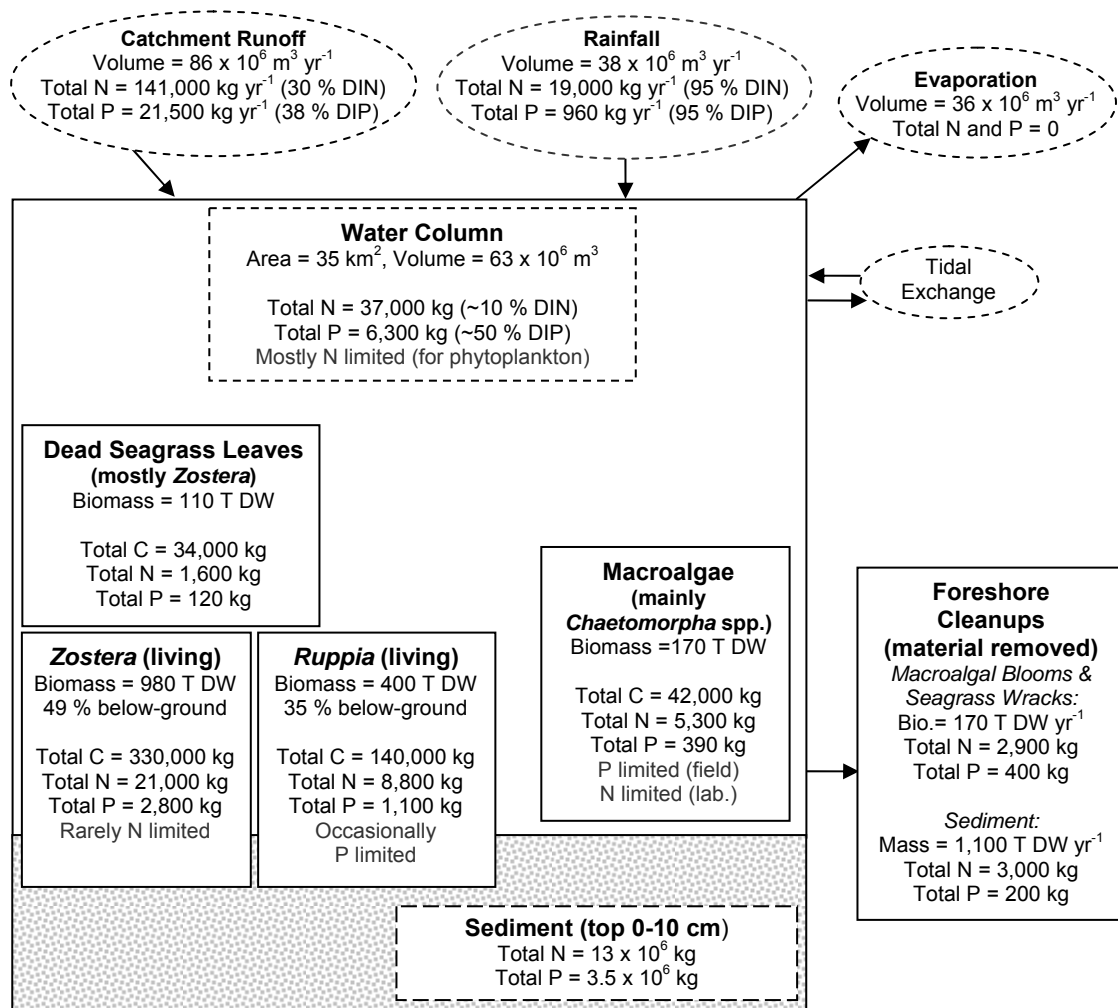 Catchment Runoff
Volume = 86 x 10⁶ m³ yr⁻¹
Total N = 141,000 kg yr⁻¹ (30 % DIN)
Total P = 21,500 kg yr⁻¹ (38 % DIP)
Rainfall
Volume = 38 x 10⁶ m³ yr⁻¹
Total N = 19,000 kg yr⁻¹ (95 % DIN)
Total P = 960 kg yr⁻¹ (95 % DIP)
Evaporation
Volume = 36 x 10⁶ m³ yr⁻¹
Total N and P = 0
Water Column
Area = 35 km², Volume = 63 x 10⁶ m³
Total N = 37,000 kg (~10 % DIN)
Total P = 6,300 kg (~50 % DIP)
Mostly N limited (for phytoplankton)
Tidal
Exchange
Dead Seagrass Leaves
(mostly Zostera)
Biomass = 110 T DW
Total C = 34,000 kg
Total N = 1,600 kg
Total P = 120 kg
Zostera (living)
Biomass = 980 T DW
49 % below-ground
Total C = 330,000 kg
Total N = 21,000 kg
Total P = 2,800 kg
Rarely N limited
Ruppia (living)
Biomass = 400 T DW
35 % below-ground
Total C = 140,000 kg
Total N = 8,800 kg
Total P = 1,100 kg
Occasionally
P limited
Macroalgae
(mainly
Chaetomorpha spp.)
Biomass =170 T DW
Total C = 42,000 kg
Total N = 5,300 kg
Total P = 390 kg
P limited (field)
N limited (lab.)
Foreshore
Cleanups
(material removed)
Macroalgal Blooms &
Seagrass Wracks:
Bio.= 170 T DW yr⁻¹
Total N = 2,900 kg
Total P = 400 kg
Sediment:
Mass = 1,100 T DW yr⁻¹
Total N = 3,000 kg
Total P = 200 kg
Sediment (top 0-10 cm)
Total N = 13 x 10⁶ kg
Total P = 3.5 x 10⁶ kg